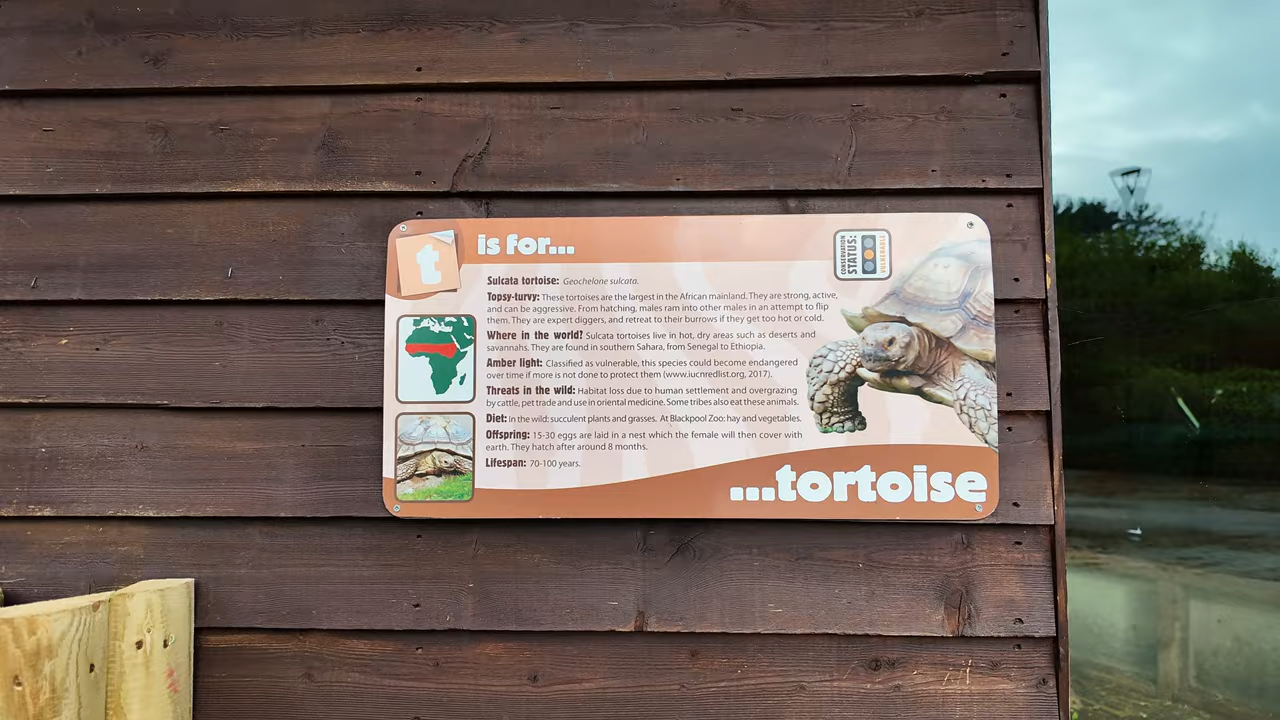 t is for...
CONSERVATION
STATUS:
VULNERABLE
Sulcata tortoise: Geochelone sulcata.
Topsy-turvy: These tortoises are the largest in the African mainland. They are strong, active,
and can be aggressive. From hatching, males ram into other males in an attempt to flip
them. They are expert diggers, and retreat to their burrows if they get too hot or cold.
Where in the world? Sulcata tortoises live in hot, dry areas such as deserts and
savannahs. They are found in southern Sahara, from Senegal to Ethiopia.
Amber light: Classified as vulnerable, this species could become endangered
over time if more is not done to protect them (www.iucnredlist.org, 2017).
Threats in the wild: Habitat loss due to human settlement and overgrazing
by cattle, pet trade and use in oriental medicine. Some tribes also eat these animals.
Diet: In the wild: succulent plants and grasses. At Blackpool Zoo: hay and vegetables.
Offspring: 15-30 eggs are laid in a nest which the female will then cover with
earth. They hatch after around 8 months.
Lifespan: 70-100 years.
...tortoise